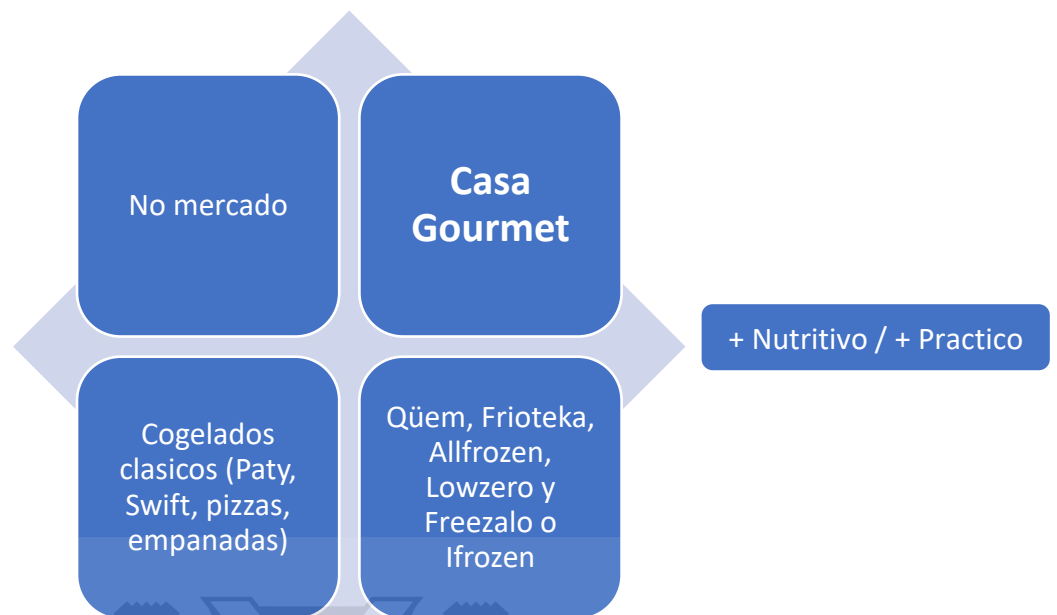 No mercado
Casa
Gourmet
+ Nutritivo / + Practico
Cogelados
clasicos (Paty,
Swift, pizzas,
empanadas)
Qüem, Frioteka,
Allfrozen,
Lowzero y
Freezalo o
Ifrozen